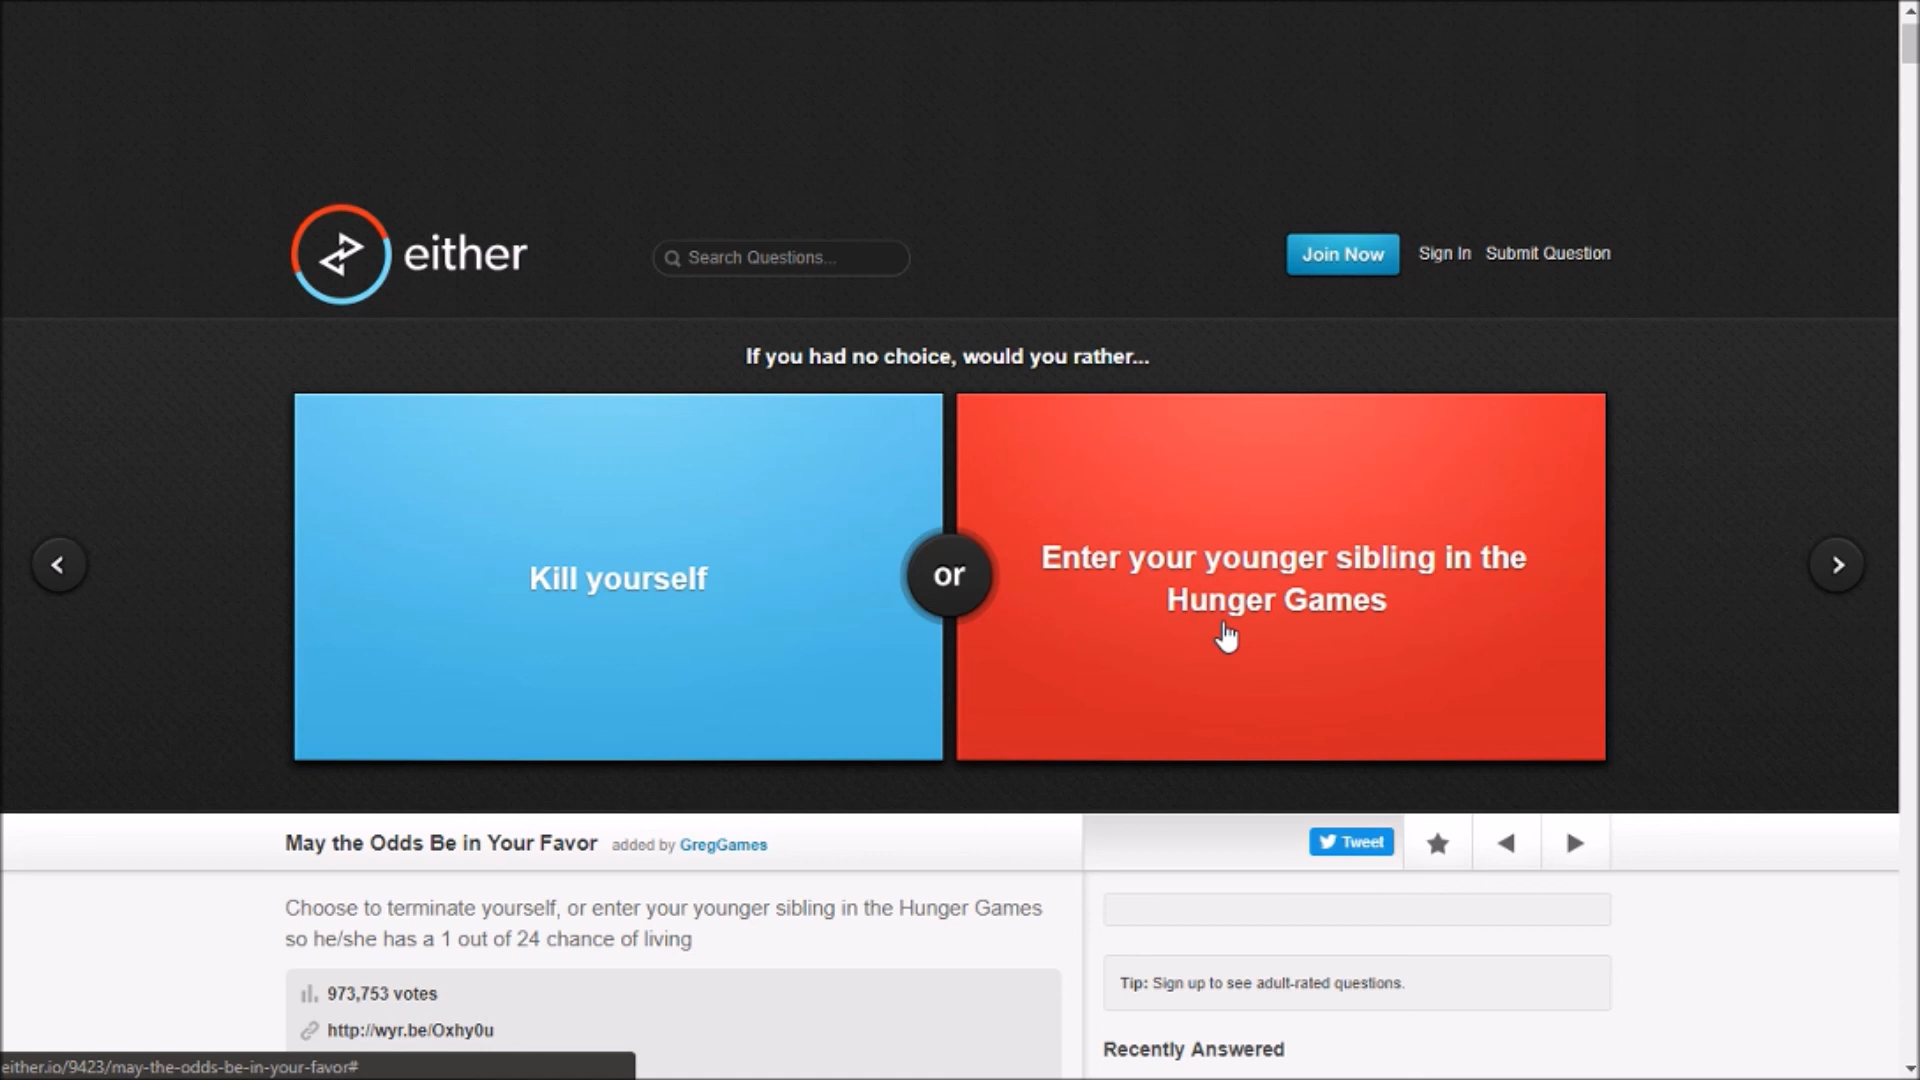 either
Search Questions...
Join Now
Sign In
Submit Question
If you had no choice, would you rather...
Kill yourself
or
Enter your younger sibling in the
Hunger Games
May the Odds Be in Your Favor added by GregGames
Tweet
Choose to terminate yourself, or enter your younger sibling in the Hunger Games
so he/she has a 1 out of 24 chance of living
973,753 votes
http://wyr.be/Oxhy0u
Tip: Sign up to see adult-rated questions.
Recently Answered
either.io/9423/may-the-odds-be-in-your-favor#